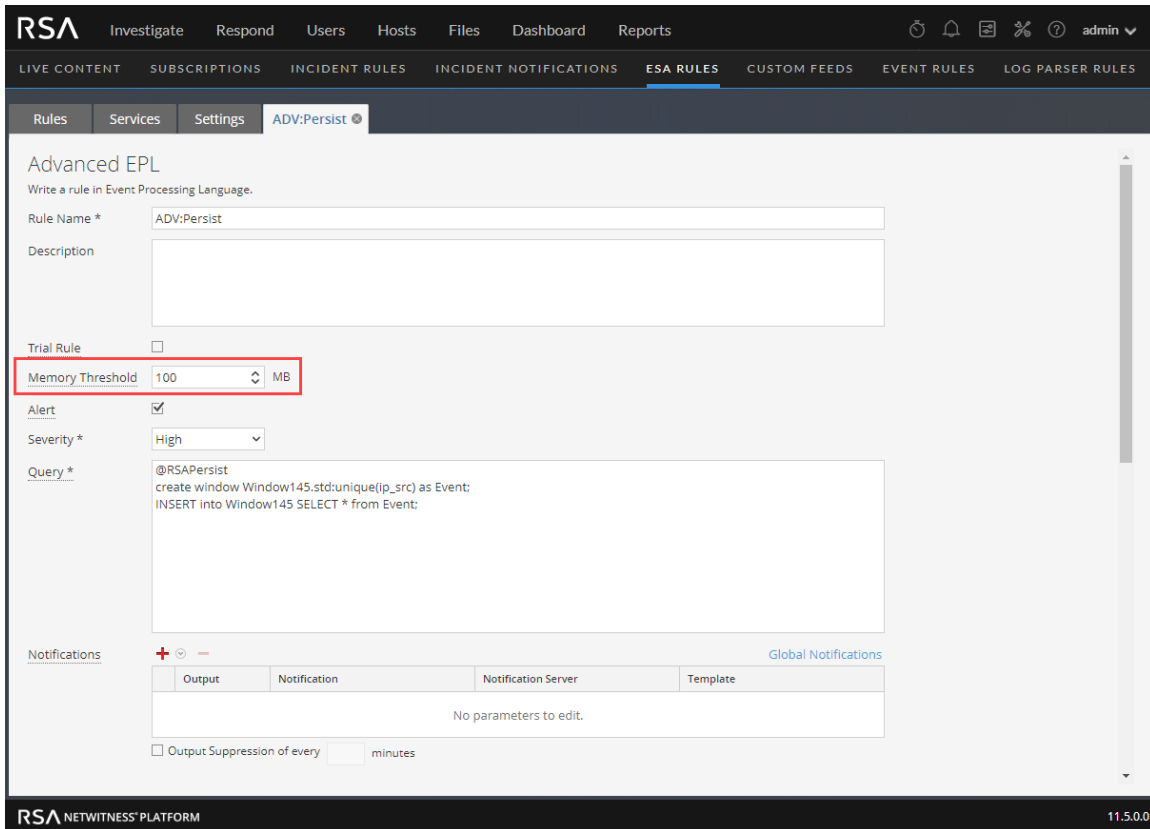 RSA Investigate Respond Users Hosts Files Dashboard Reports admin
LIVE CONTENT SUBSCRIPTIONS INCIDENT RULES INCIDENT NOTIFICATIONS ESA RULES CUSTOM FEEDS EVENT RULES LOG PARSER RULES
Rules Services Settings ADV:Persist
Advanced EPL
Write a rule in Event Processing Language.
Rule Name * ADV:Persist
Description
Trial Rule
Memory Threshold 100 MB
Alert
Severity * High
Query * @RSAPersist
create window Window145.std:unique(ip_src) as Event;
INSERT into Window145 SELECT * from Event;
Notifications Global Notifications
Output Notification Notification Server Template
No parameters to edit.
Output Suppression of every minutes
RSA NETWITNESS® PLATFORM 11.5.0.0